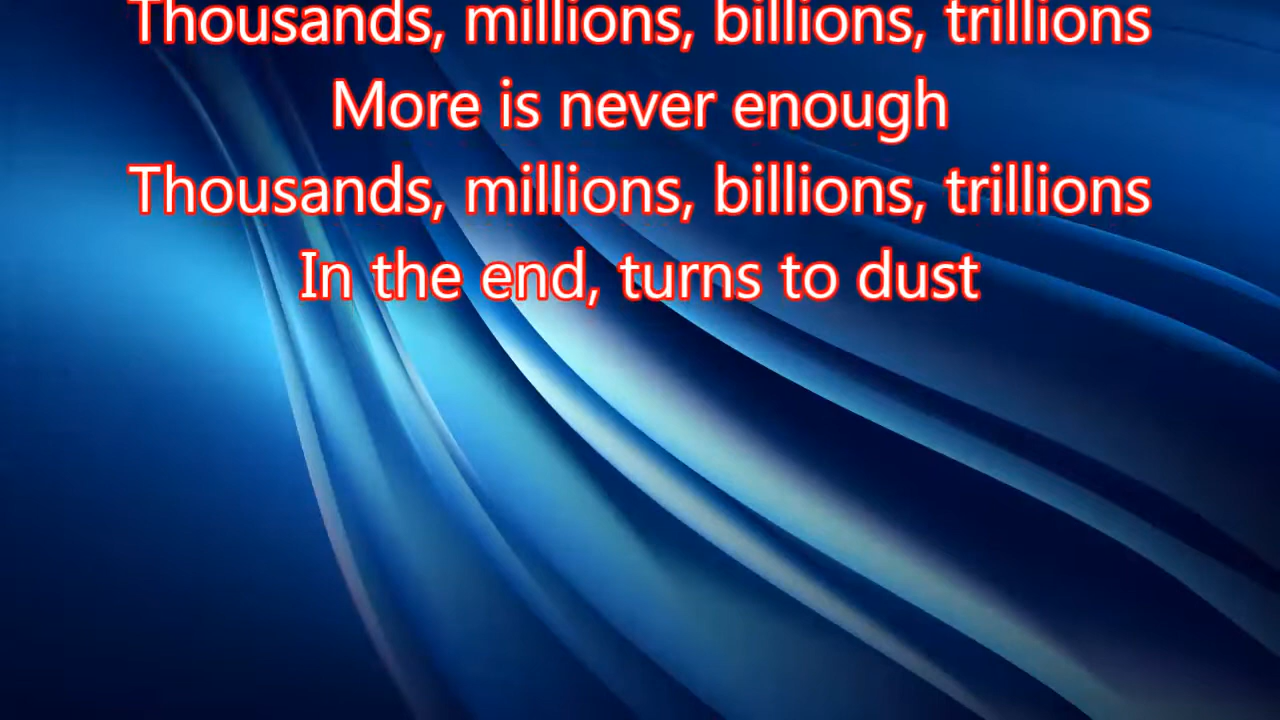 Thousands, millions, billions, trillions
More is never enough
Thousands, millions, billions, trillions
In the end, turns to dust